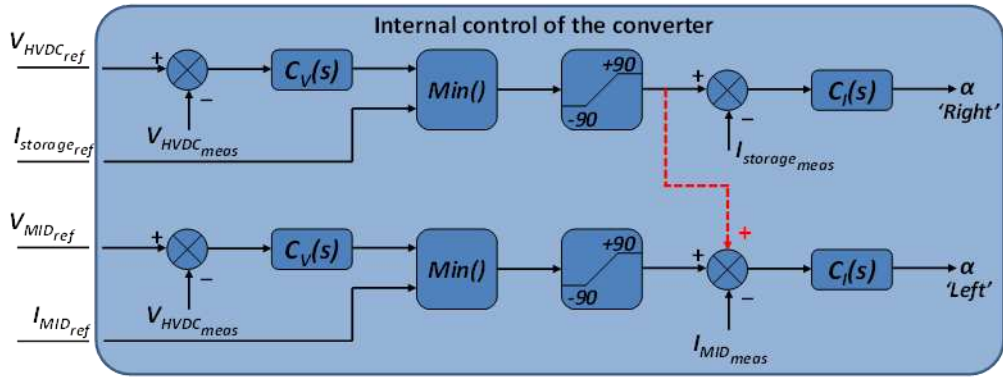 Internal control of the converter
V_HVDC_ref
+
−
C_V(s)
Min()
+90
-90
+
−
C_I(s)
α
'Right'
I_storage_ref
V_HVDC_meas
I_storage_meas
V_MID_ref
+
−
C_V(s)
Min()
+90
-90
+
+
−
C_I(s)
α
'Left'
I_MID_ref
V_HVDC_meas
I_MID_meas